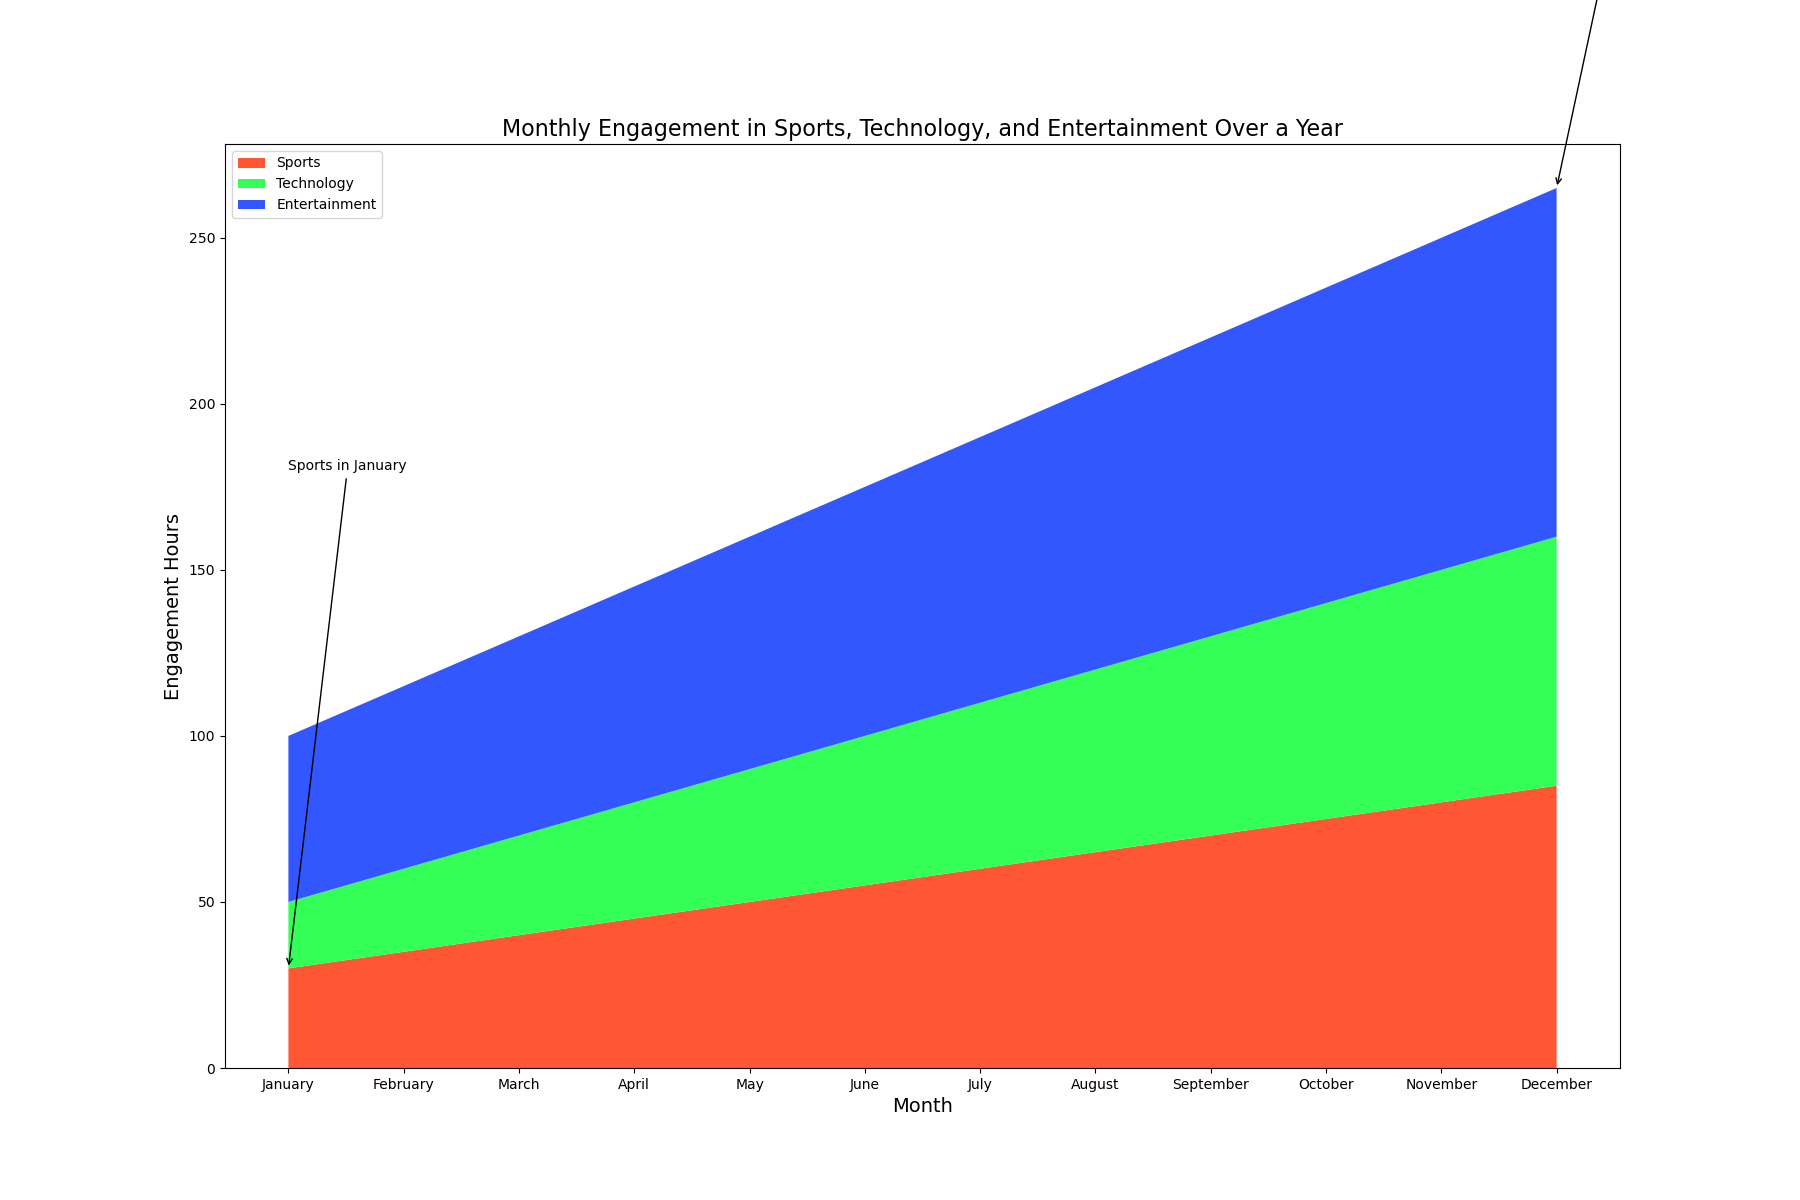 Monthly Engagement in Sports, Technology, and Entertainment Over a Year
Sports
Technology
Entertainment
250
200
150
100
50
0
Sports in January
Engagement Hours
January February March April May June July August September October November December
Month